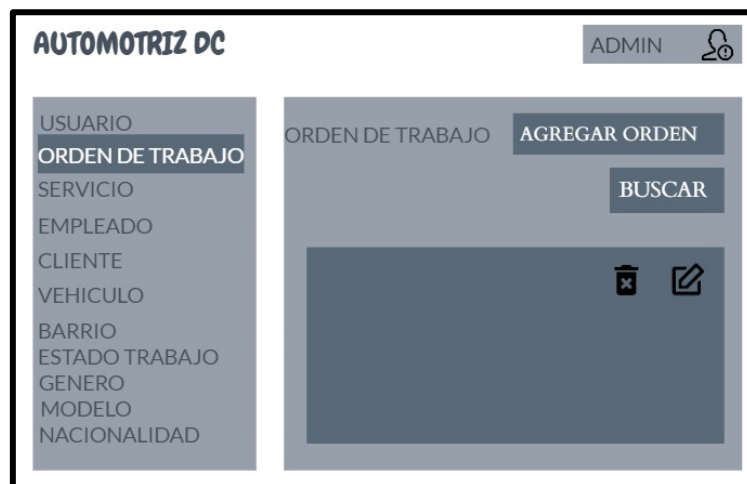 AUTOMOTRIZ DC
ADMIN
USUARIO
ORDEN DE TRABAJO
SERVICIO
EMPLEADO
CLIENTE
VEHICULO
BARRIO
ESTADO TRABAJO
GENERO
MODELO
NACIONALIDAD
ORDEN DE TRABAJO
AGREGAR ORDEN
BUSCAR